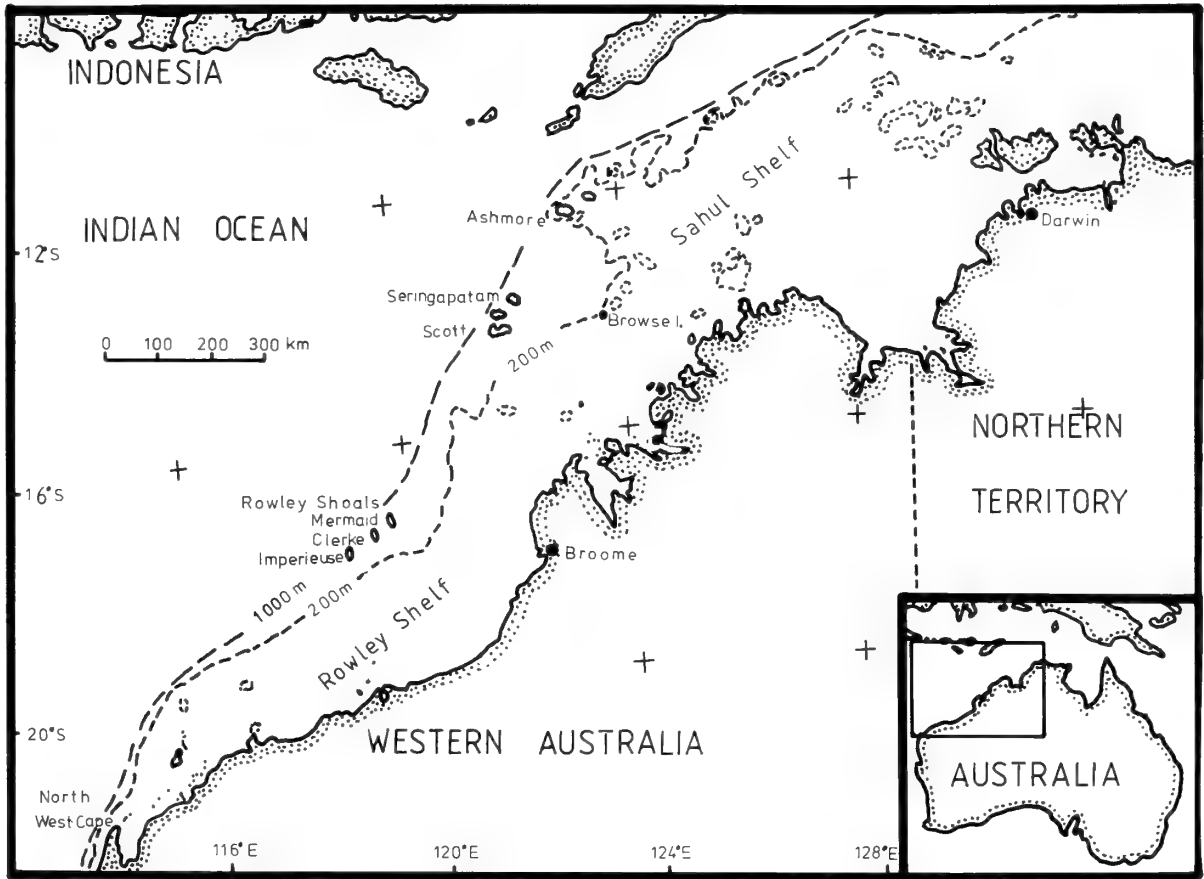 INDONESIA
INDIAN OCEAN
Ashmore
Sahul Shelf
Darwin
12°S
Seringapatam
Scott
Browse I.
0 100 200 300 km
200m
NORTHERN
TERRITORY
16°S
Rowley Shoals
Mermaid
Clerke
Imperieuse
Broome
1000m
200m
Rowley Shelf
20°S
WESTERN AUSTRALIA
AUSTRALIA
North
West Cape
116°E
120°E
124°E
128°E